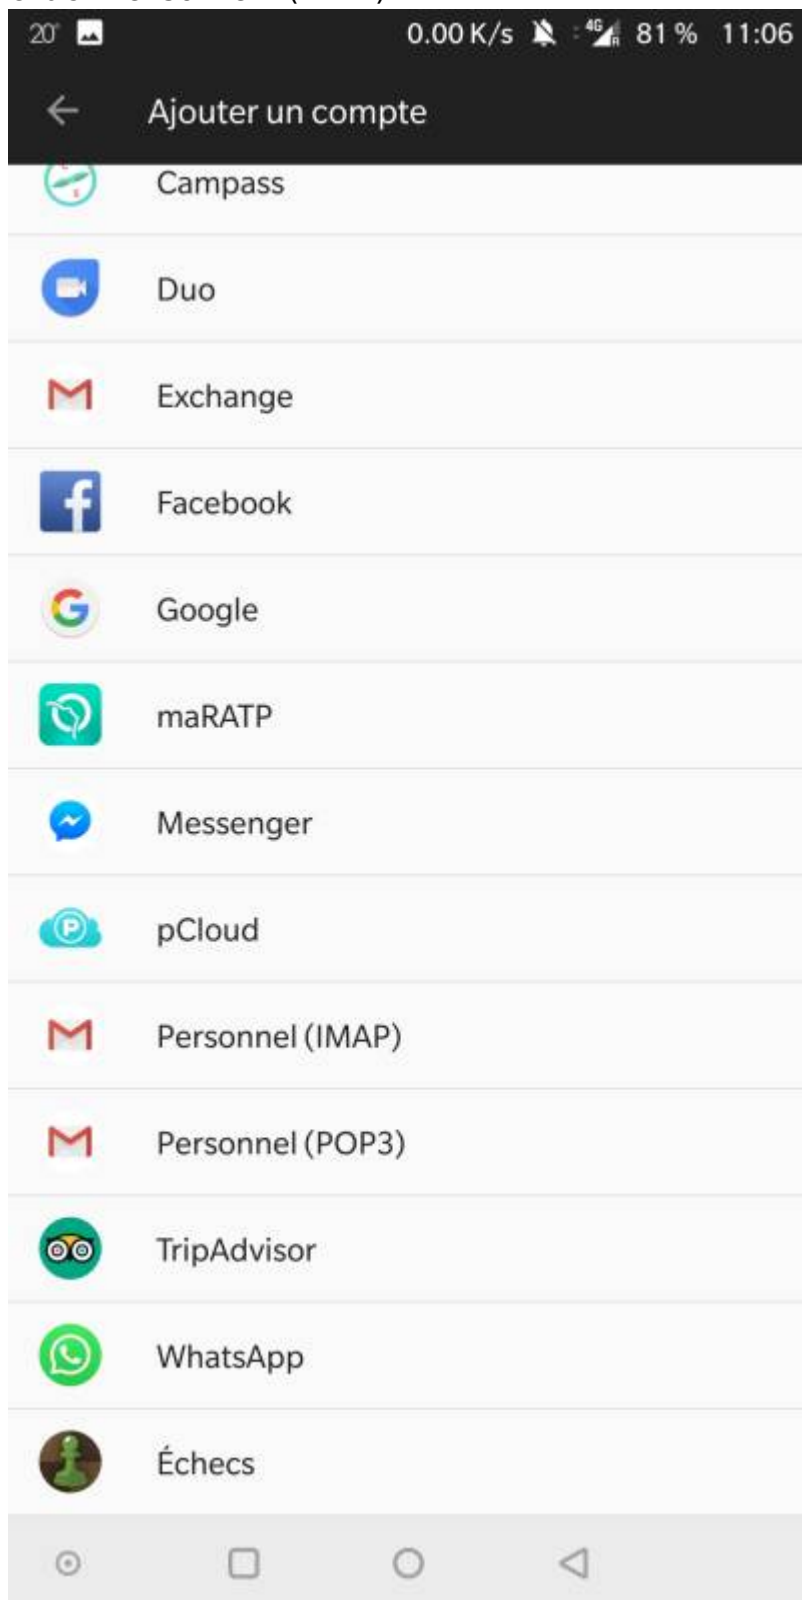 20°
0.00 K/s 4G R 81 % 11:06
Ajouter un compte
Campass
Duo
Exchange
Facebook
Google
maRATP
Messenger
pCloud
Personnel (IMAP)
Personnel (POP3)
TripAdvisor
WhatsApp
Échecs